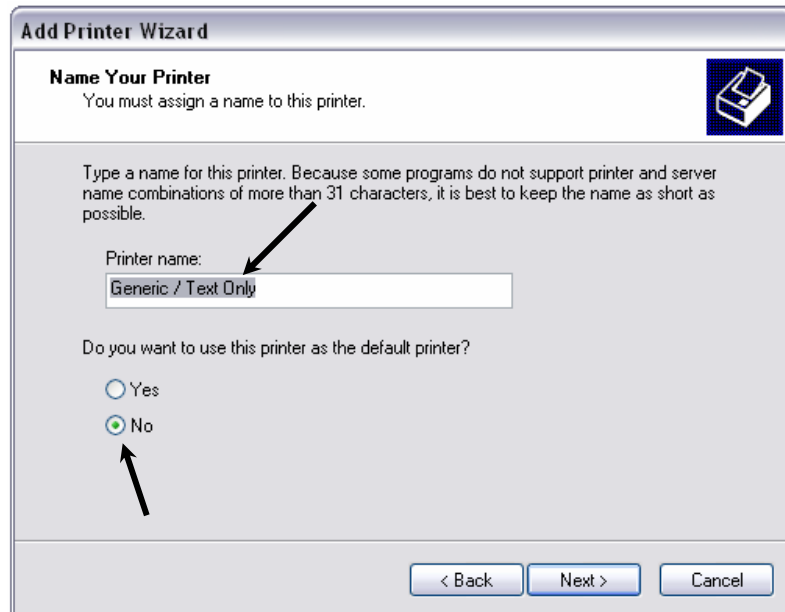 Add Printer Wizard
Name Your Printer
You must assign a name to this printer.
Type a name for this printer. Because some programs do not support printer and server
name combinations of more than 31 characters, it is best to keep the name as short as
possible.
Printer name:
Generic / Text Only
Do you want to use this printer as the default printer?
Yes
No
< Back
Next >
Cancel